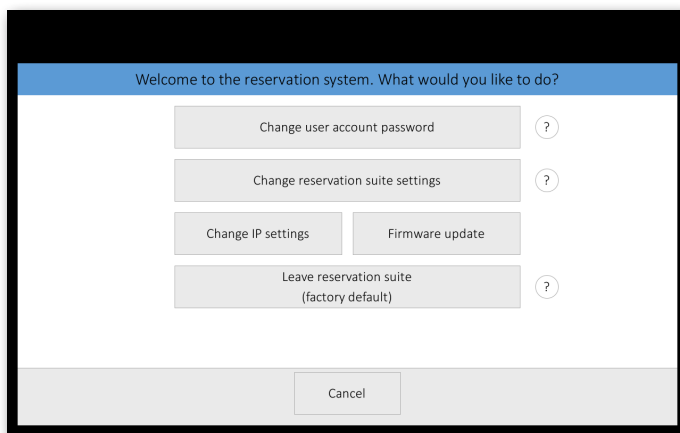 Welcome to the reservation system. What would you like to do?
Change user account password
?
Change reservation suite settings
?
Change IP settings
Firmware update
Leave reservation suite
(factory default)
?
Cancel